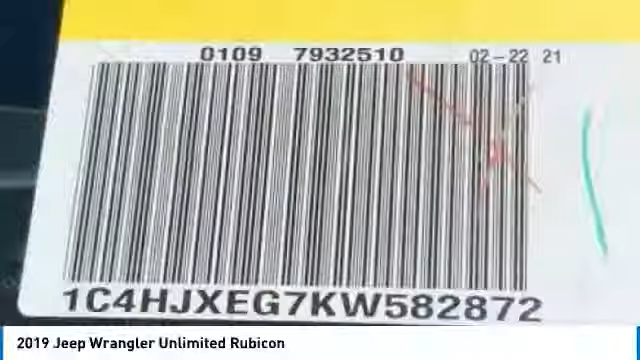 0109 7932510 02-22 21
1C4HJXEG7KW582872
2019 Jeep Wrangler Unlimited Rubicon